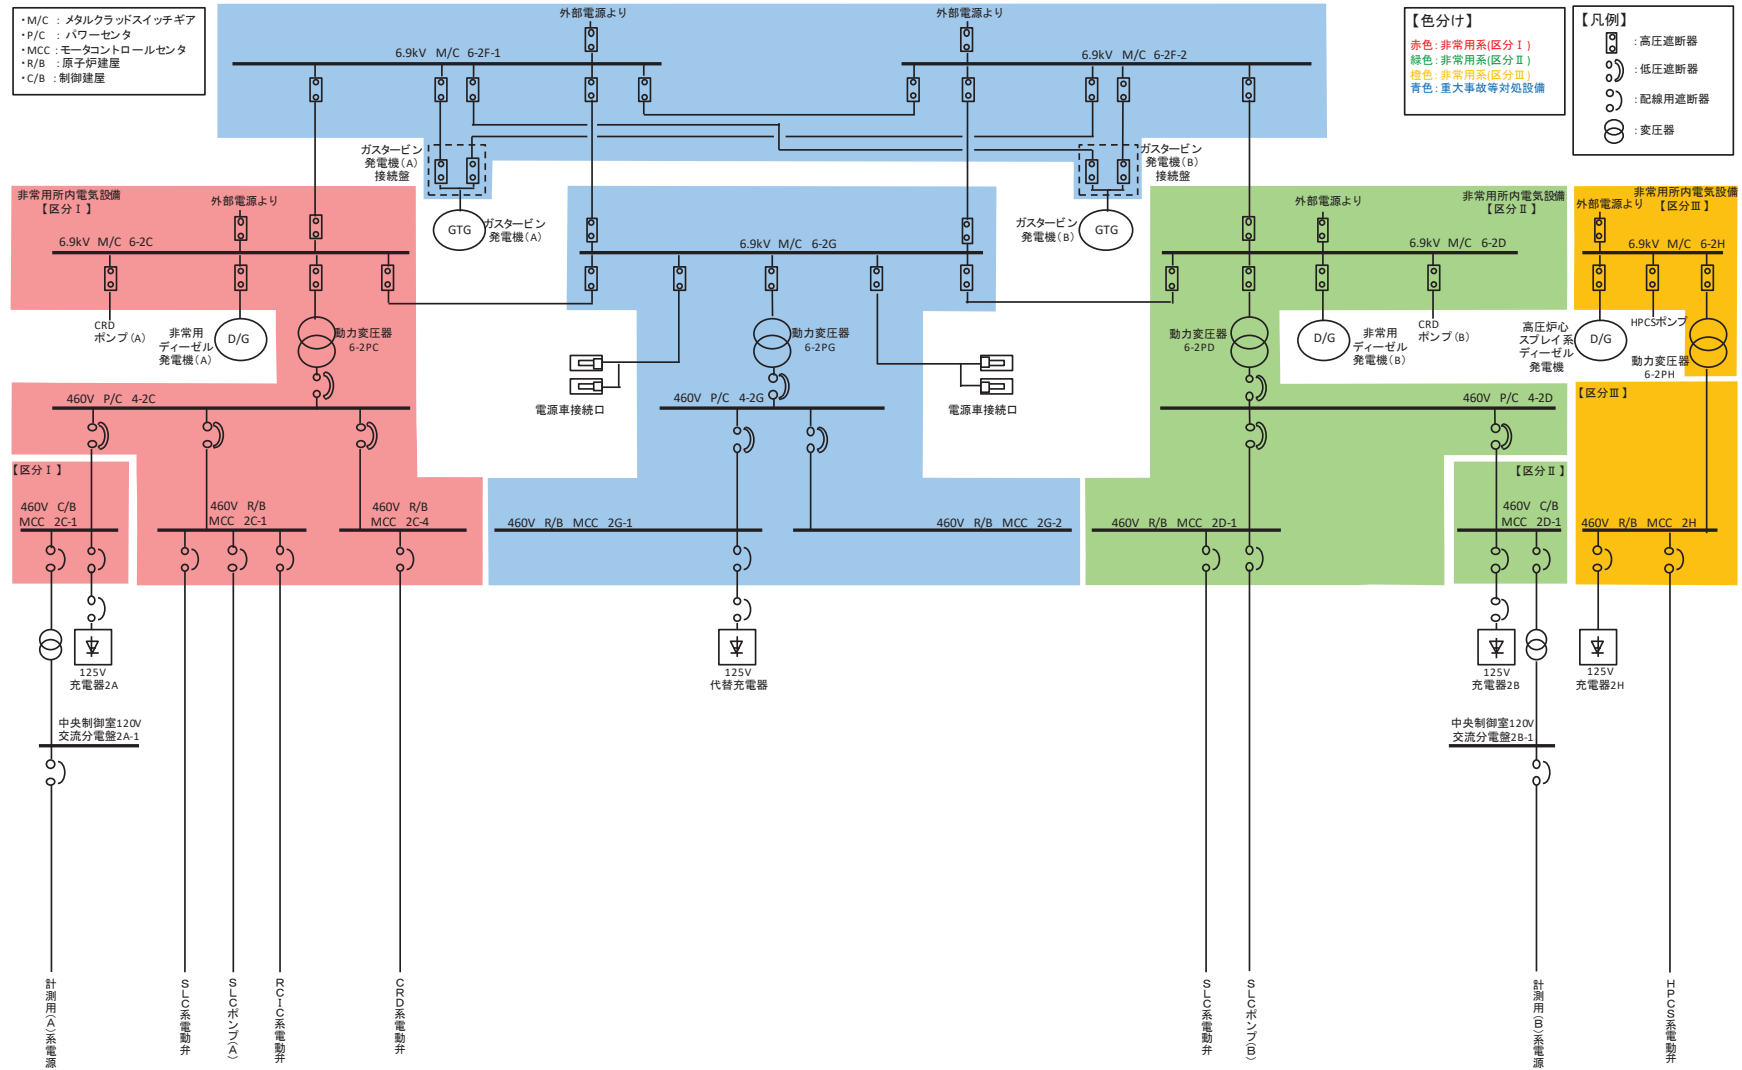 ・M/C ： メタルクラッドスイッチギア
・P/C ： パワーセンタ
・MCC ：モータコントロールセンタ
・R/B ：原子炉建屋
・C/B ：制御建屋
外部電源より
6.9kV M/C 6-2F-1
外部電源より
6.9kV M/C 6-2F-2
【色分け】
赤色：非常用系(区分Ⅰ)
緑色：非常用系(区分Ⅱ)
橙色：非常用系(区分Ⅲ)
青色：重大事故等対処設備
【凡例】
：高圧遮断器
：低圧遮断器
：配線用遮断器
：変圧器
ガスタービン
発電機(A)
接続盤
ガスタービン
発電機(B)
接続盤
GTG
ガスタービン
発電機(A)
ガスタービン
発電機(B)
GTG
非常用所内電気設備
【区分Ⅰ】
外部電源より
6.9kV M/C 6-2C
CRD
ポンプ(A)
非常用
ディーゼル
発電機(A)
D/G
動力変圧器
6-2PC
6.9kV M/C 6-2G
動力変圧器
6-2PG
電源車接続口
電源車接続口
非常用所内電気設備
【区分Ⅱ】
外部電源より
6.9kV M/C 6-2D
動力変圧器
6-2PD
D/G
非常用
ディーゼル
発電機(B)
CRD
ポンプ(B)
非常用所内電気設備
【区分Ⅲ】
外部電源より
6.9kV M/C 6-2H
高圧炉心
スプレイ系
ディーゼル
発電機
D/G
HPCSポンプ
動力変圧器
6-2PH
460V P/C 4-2C
460V P/C 4-2G
460V P/C 4-2D
【区分Ⅲ】
【区分Ⅰ】
460V C/B
MCC 2C-1
460V R/B
MCC 2C-1
460V R/B
MCC 2C-4
460V R/B MCC 2G-1
460V R/B MCC 2G-2
460V R/B MCC 2D-1
【区分Ⅱ】
460V C/B
MCC 2D-1
460V R/B MCC 2H
125V
充電器2A
125V
代替充電器
125V
充電器2B
125V
充電器2H
中央制御室120V
交流分電盤2A-1
中央制御室120V
交流分電盤2B-1
計測用(A)系電源
SLC系電動弁
SLCポンプ(A)
RCIC系電動弁
CRD系電動弁
SLC系電動弁
SLCポンプ(B)
計測用(B)系電源
HPCS系電動弁